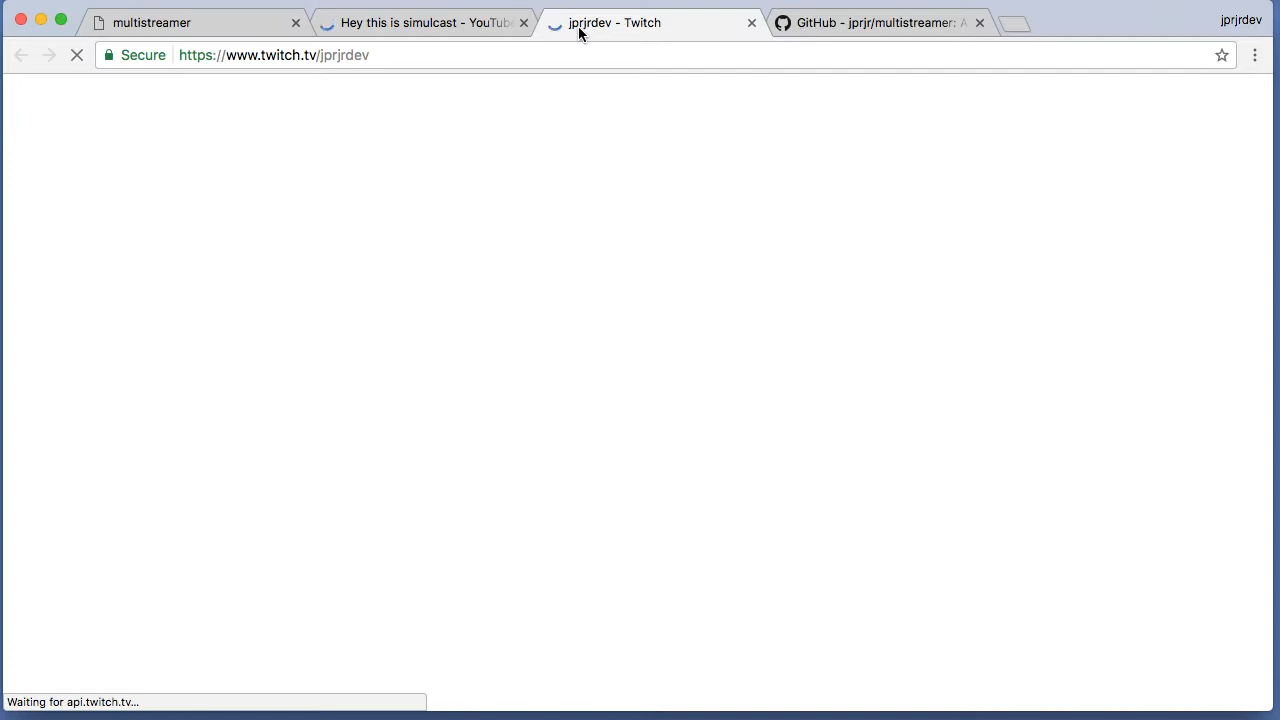 multistreamer
Hey this is simulcast - YouTube
jprjrdev - Twitch
GitHub - jprjr/multistreamer: A
jprjrdev
Secure
https://www.twitch.tv/jprjrdev
Waiting for api.twitch.tv...